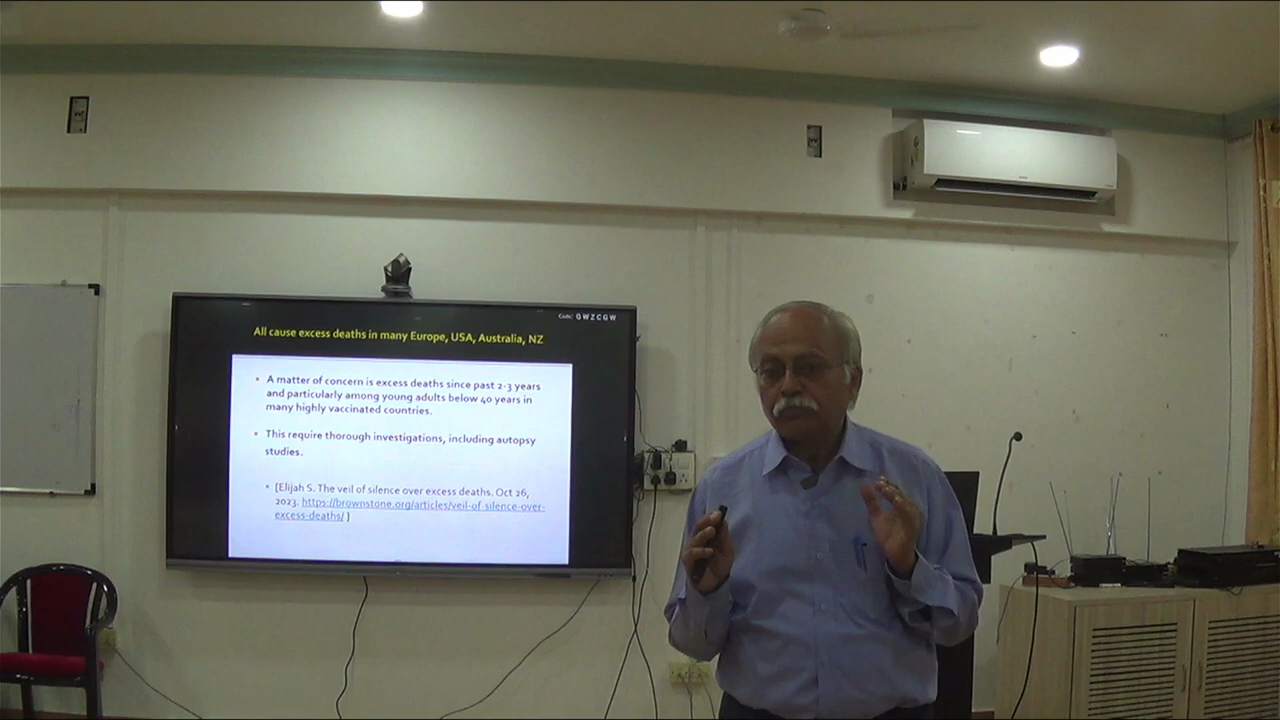 Code: GWZCGW
All cause excess deaths in many Europe, USA, Australia, NZ
• A matter of concern is excess deaths since past 2-3 years
and particularly among young adults below 40 years in
many highly vaccinated countries.
• This require thorough investigations, including autopsy
studies.
• [Elijah S. The veil of silence over excess deaths. Oct 26,
2023. https://brownstone.org/articles/veil-of-silence-over-
excess-deaths/ ]